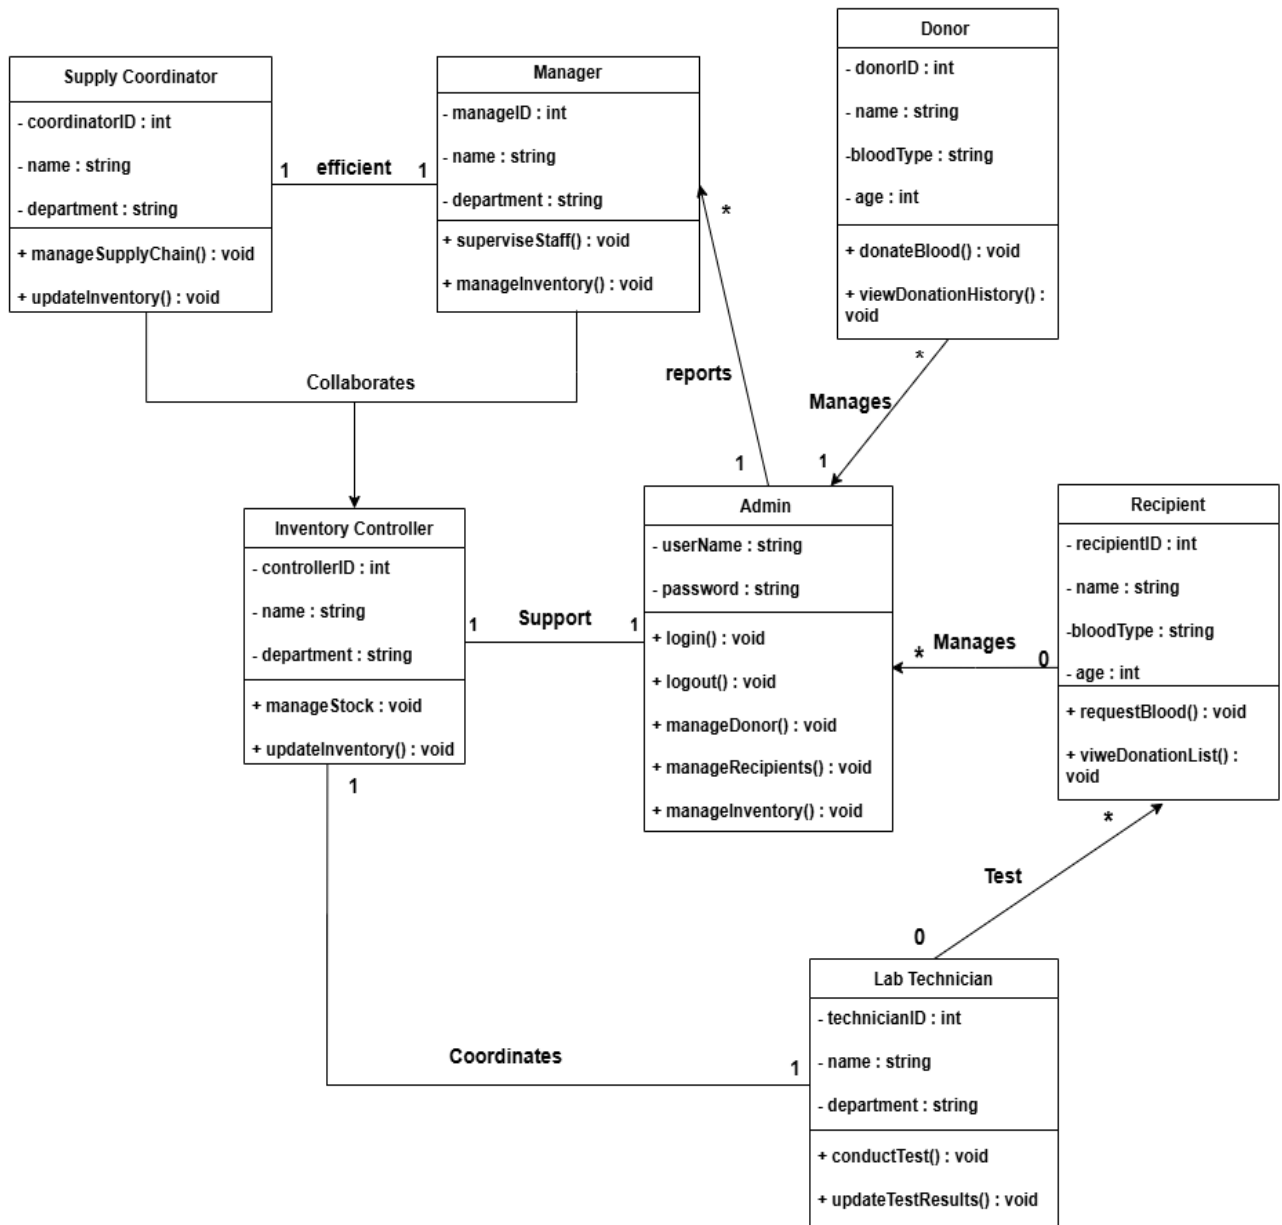 Supply Coordinator
- coordinatorID : int
- name : string
- department : string
+ manageSupplyChain() : void
+ updateInventory() : void
1
efficient
1
Manager
- manageID : int
- name : string
- department : string
+ superviseStaff() : void
+ manageInventory() : void
Donor
- donorID : int
- name : string
-bloodType : string
- age : int
+ donateBlood() : void
+ viewDonationHistory() :
void
*
reports
1
*
Manages
1
Collaborates
Inventory Controller
- controllerID : int
- name : string
- department : string
+ manageStock : void
+ updateInventory() : void
1
Support
1
Admin
- userName : string
- password : string
+ login() : void
+ logout() : void
+ manageDonor() : void
+ manageRecipients() : void
+ manageInventory() : void
*
Manages
0
Recipient
- recipientID : int
- name : string
-bloodType : string
- age : int
+ requestBlood() : void
+ viweDonationList() :
void
*
Test
0
1
Coordinates
1
Lab Technician
- technicianID : int
- name : string
- department : string
+ conductTest() : void
+ updateTestResults() : void